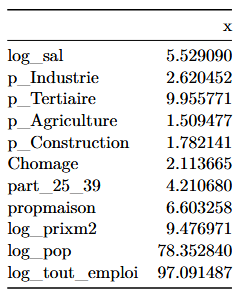 x
log_sal 5.529090
p_Industrie 2.620452
p_Tertiaire 9.955771
p_Agriculture 1.509477
p_Construction 1.782141
Chomage 2.113665
part_25_39 4.210680
propmaison 6.603258
log_prixm2 9.476971
log_pop 78.352840
log_tout_emploi 97.091487